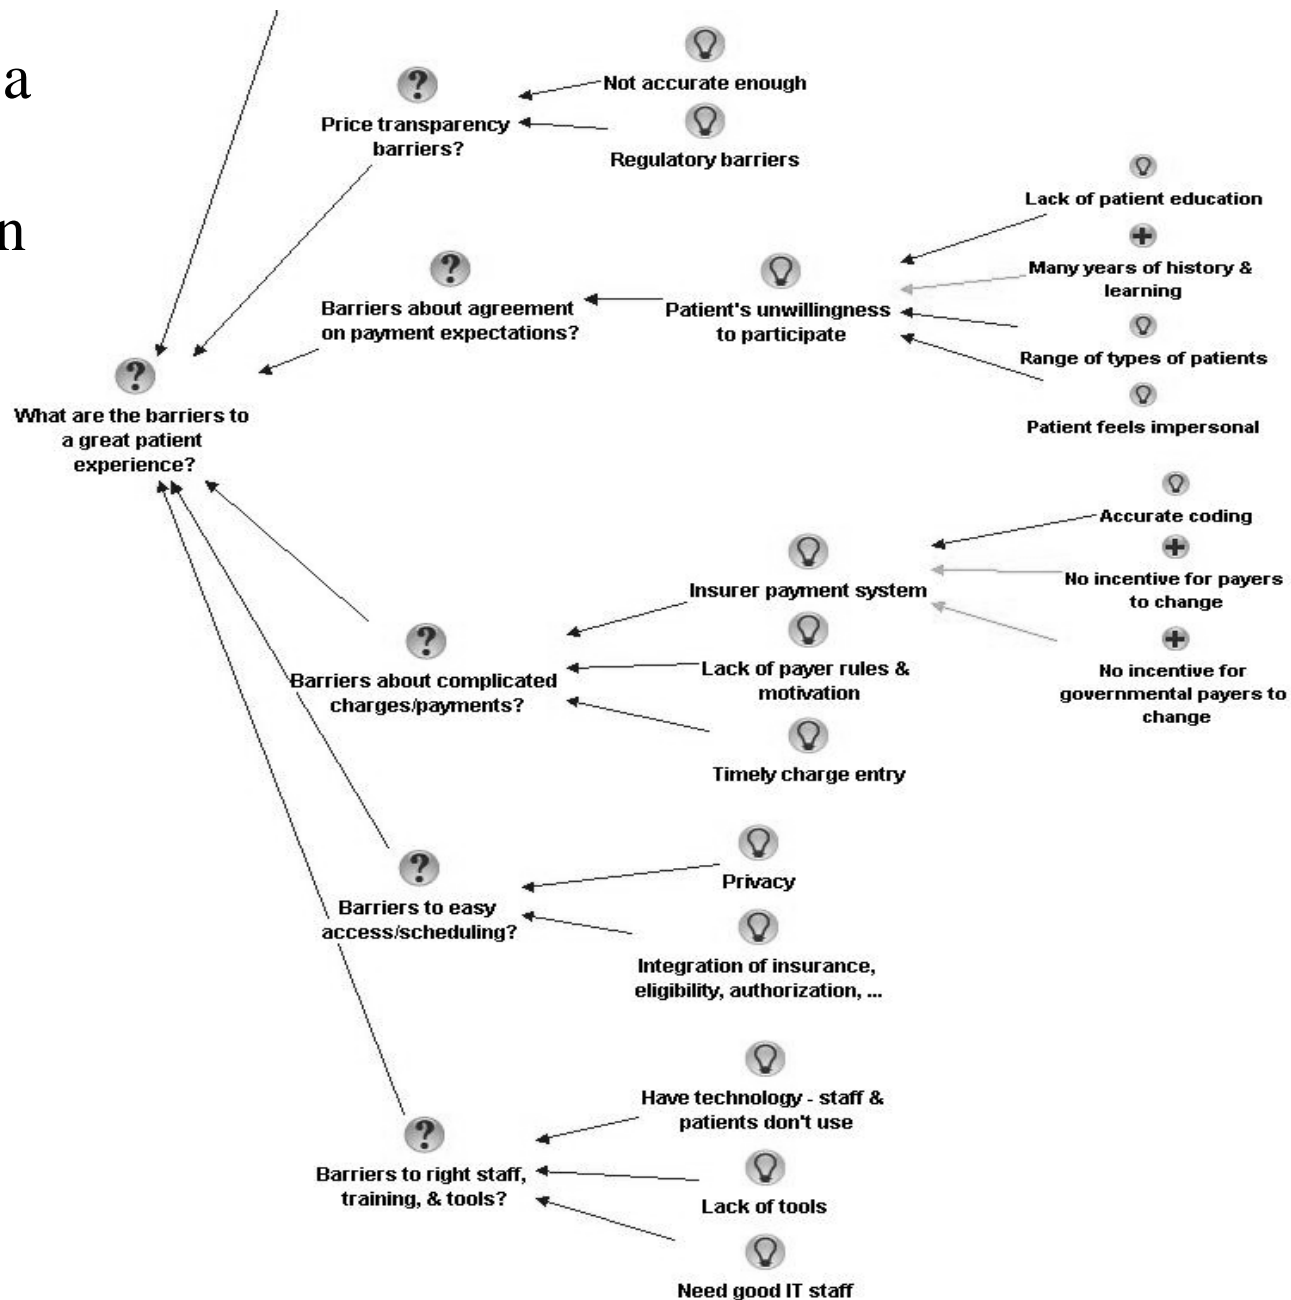 a
n
Not accurate enough
Price transparency
barriers?
Regulatory barriers
Lack of patient education
Many years of history &
learning
Barriers about agreement
on payment expectations?
Patient's unwillingness
to participate
Range of types of patients
Patient feels impersonal
What are the barriers to
a great patient
experience?
Accurate coding
Insurer payment system
No incentive for payers
to change
Barriers about complicated
charges/payments?
Lack of payer rules &
motivation
No incentive for
governmental payers to
change
Timely charge entry
Privacy
Barriers to easy
access/scheduling?
Integration of insurance,
eligibility, authorization, ...
Have technology - staff &
patients don't use
Barriers to right staff,
training, & tools?
Lack of tools
Need good IT staff